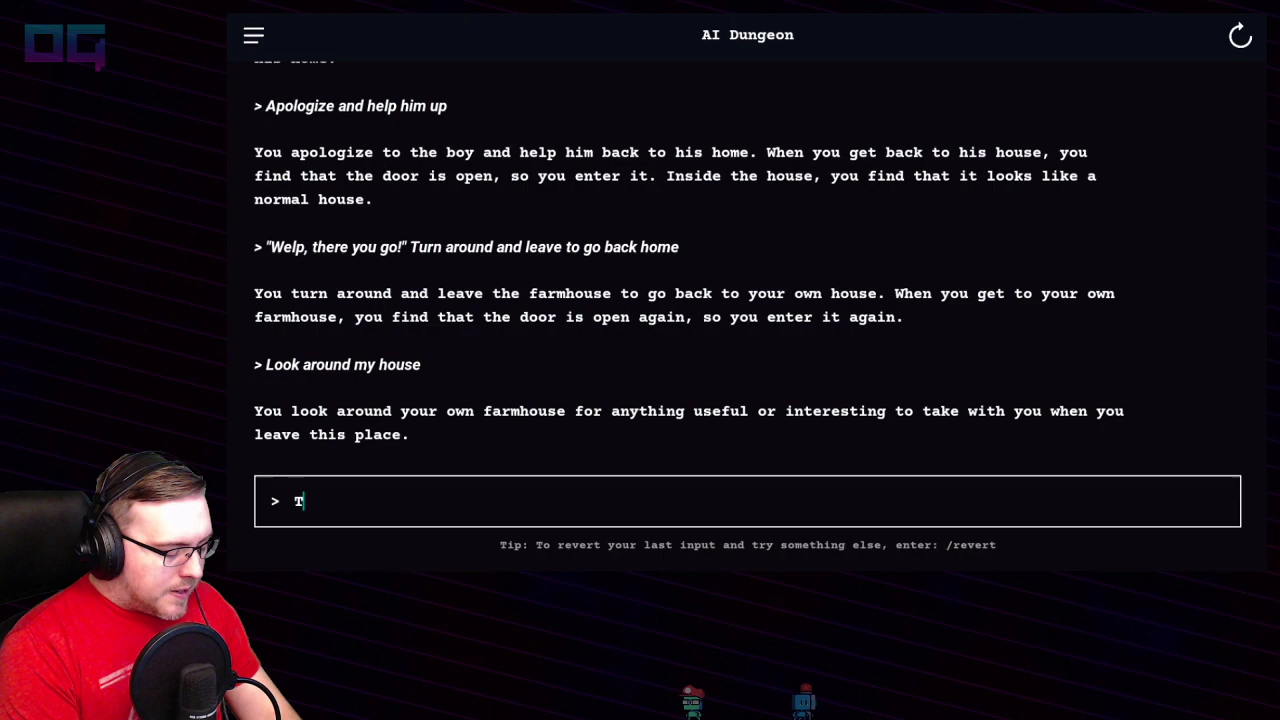 OG
AI Dungeon
> Apologize and help him up
You apologize to the boy and help him back to his home. When you get back to his house, you
find that the door is open, so you enter it. Inside the house, you find that it looks like a
normal house.
> "Welp, there you go!" Turn around and leave to go back home
You turn around and leave the farmhouse to go back to your own house. When you get to your own
farmhouse, you find that the door is open again, so you enter it again.
> Look around my house
You look around your own farmhouse for anything useful or interesting to take with you when you
leave this place.
> T
Tip: To revert your last input and try something else, enter: /revert